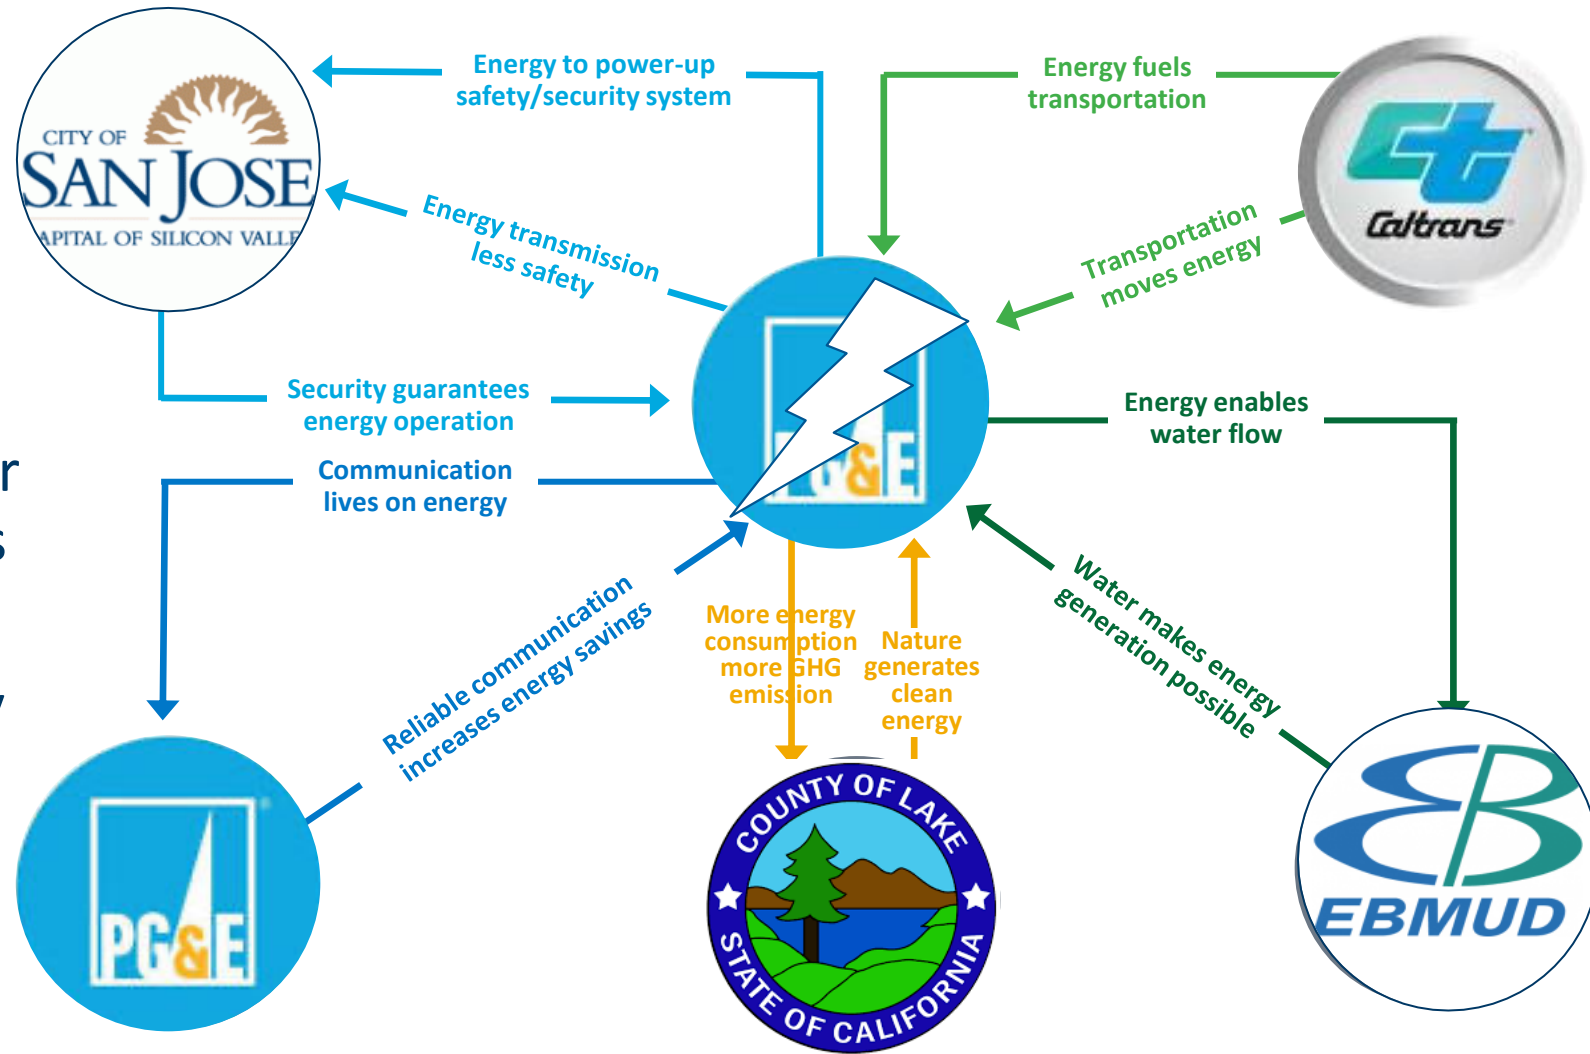 CITY OF
SAN JOSE
APITAL OF SILICON VALLE
Energy to power-up
safety/security system
Energy fuels
transportation
Caltrans
Energy transmission
less safety
Transportation
moves energy
PG&E
Security guarantees
energy operation
Energy enables
water flow
r
s
y
Communication
lives on energy
Reliable communication
increases energy savings
More energy
consumption
more GHG
emission
Nature
generates
clean
energy
Water makes energy
generation possible
PG&E
COUNTY OF LAKE
STATE OF CALIFORNIA
EB
EBMUD